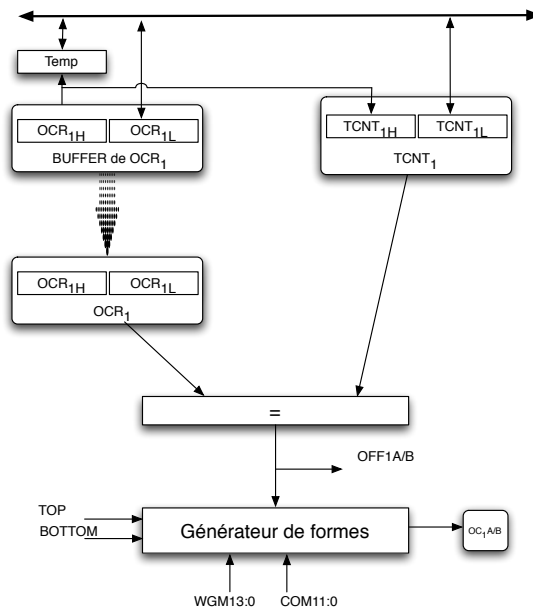 Temp
OCR1H OCR1L
BUFFER de OCR1
TCNT1H TCNT1L
TCNT1
OCR1H OCR1L
OCR1
=
OFF1A/B
TOP
BOTTOM
Générateur de formes
OC1A/B
WGM13:0 COM11:0